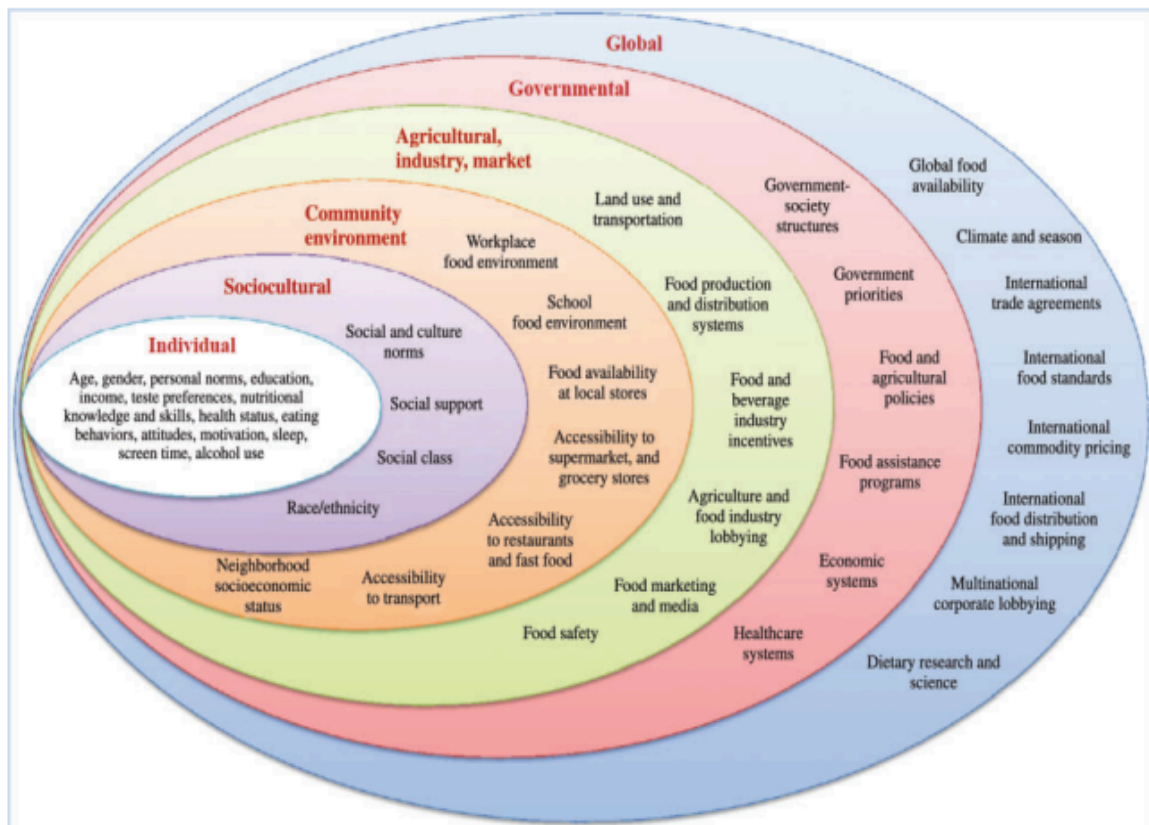 Global
Governmental
Agricultural,
industry, market
Community
environment
Sociocultural
Individual
Age, gender, personal norms, education,
income, teste preferences, nutritional
knowledge and skills, health status, eating
behaviors, attitudes, motivation, sleep,
screen time, alcohol use
Social and culture
norms
Social support
Social class
Race/ethnicity
Workplace
food environment
School
food environment
Food availability
at local stores
Accessibility to
supermarket, and
grocery stores
Accessibility
to restaurants
and fast food
Accessibility
to transport
Neighborhood
socioeconomic
status
Land use and
transportation
Food production
and distribution
systems
Food and
beverage
industry
incentives
Agriculture and
food industry
lobbying
Food marketing
and media
Food safety
Government-
society
structures
Government
priorities
Food and
agricultural
policies
Food assistance
programs
Economic
systems
Healthcare
systems
Global food
availability
Climate and season
International
trade agreements
International
food standards
International
commodity pricing
International
food distribution
and shipping
Multinational
corporate lobbying
Dietary research and
science